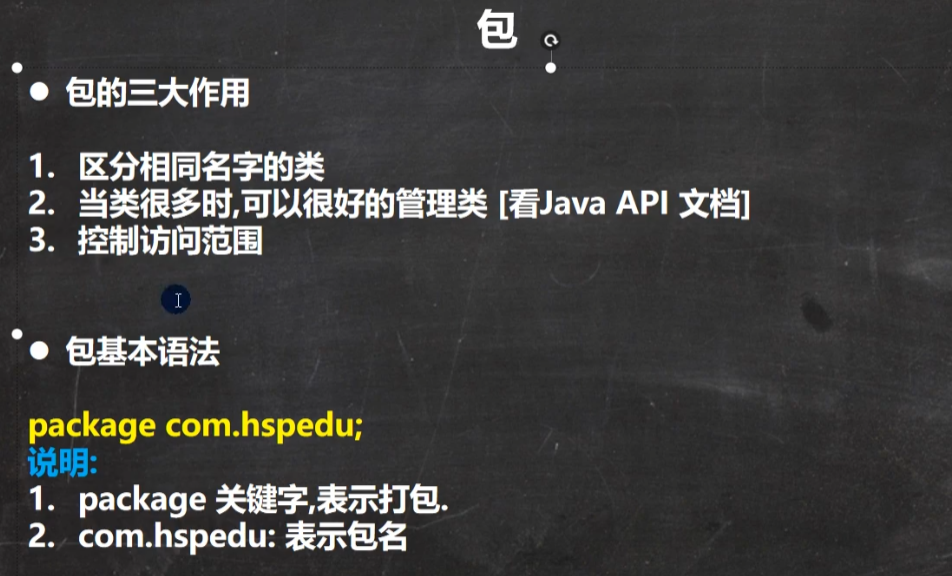 包
● 包的三大作用
1. 区分相同名字的类
2. 当类很多时,可以很好的管理类 [看Java API 文档]
3. 控制访问范围
● 包基本语法
package com.hspedu;
说明:
1. package 关键字,表示打包.
2. com.hspedu: 表示包名